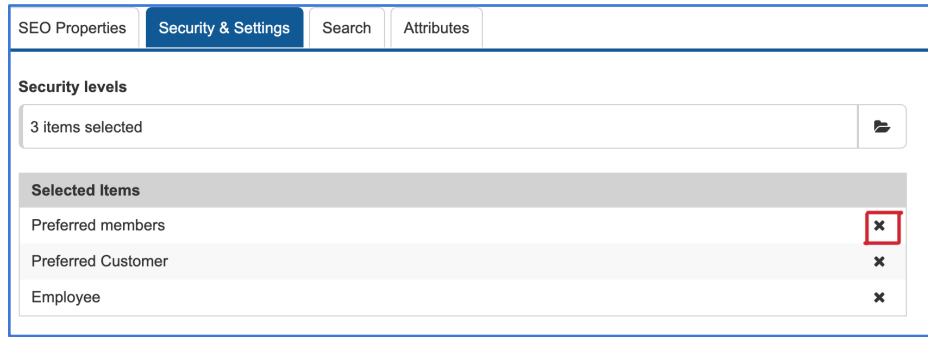 SEO Properties Security & Settings Search Attributes
Security levels
3 items selected
Selected Items
Preferred members
Preferred Customer
Employee